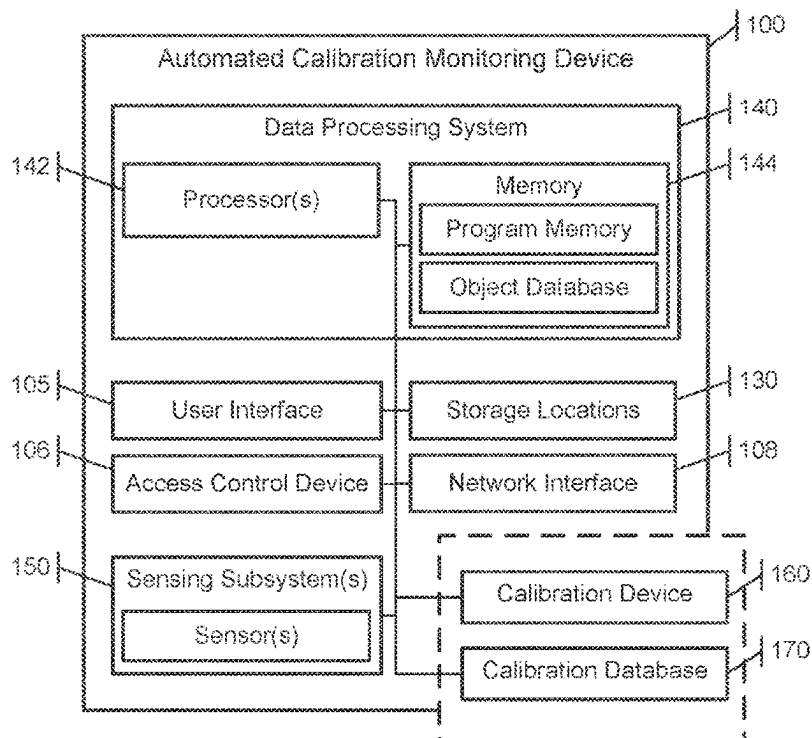 100
Automated Calibration Monitoring Device
140
Data Processing System
142
Processor(s)
Memory
144
Program Memory
Object Database
105
User Interface
Storage Locations
130
106
Access Control Device
Network Interface
108
150
Sensing Subsystem(s)
Sensor(s)
Calibration Device
160
Calibration Database
170